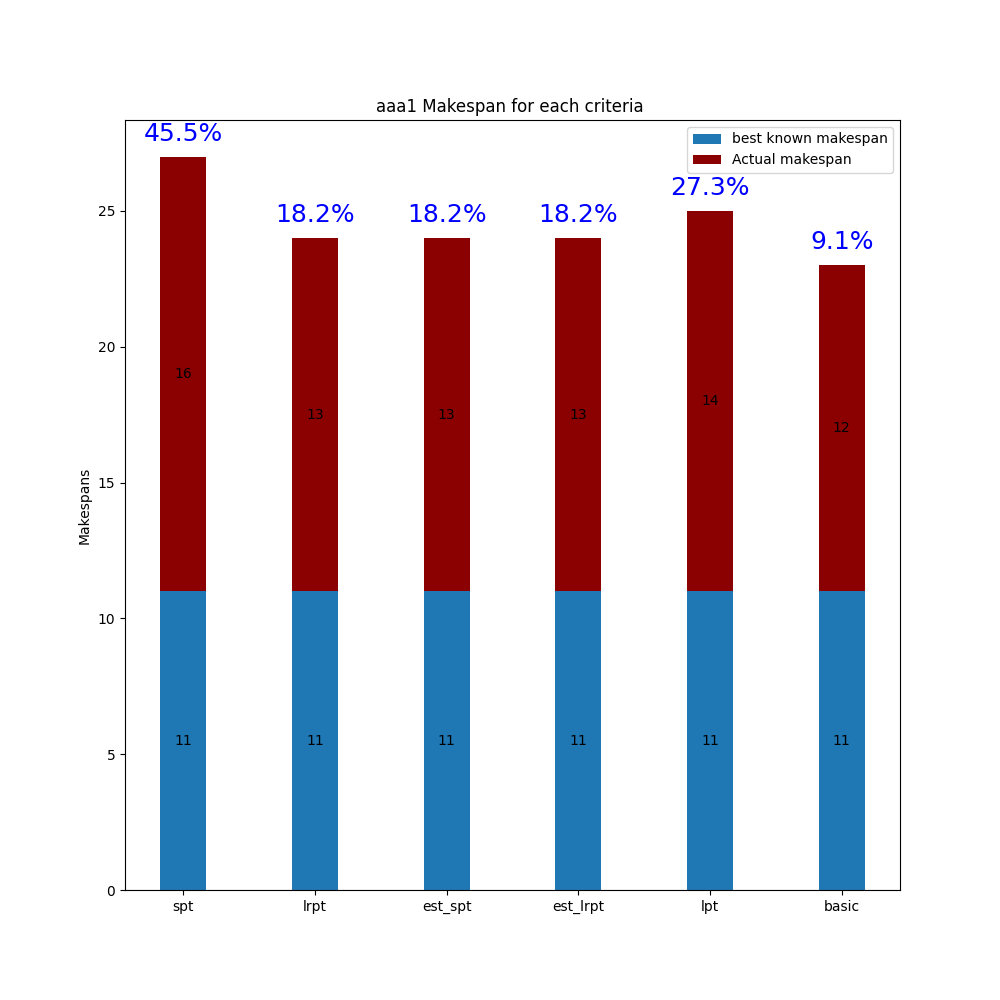 aaa1 Makespan for each criteria
best known makespan
Actual makespan
45.5%
18.2%
18.2%
18.2%
27.3%
9.1%
Makespans
25
20
15
10
5
0
16
13
13
13
14
12
11
11
11
11
11
11
spt
lrpt
est_spt
est_lrpt
lpt
basic